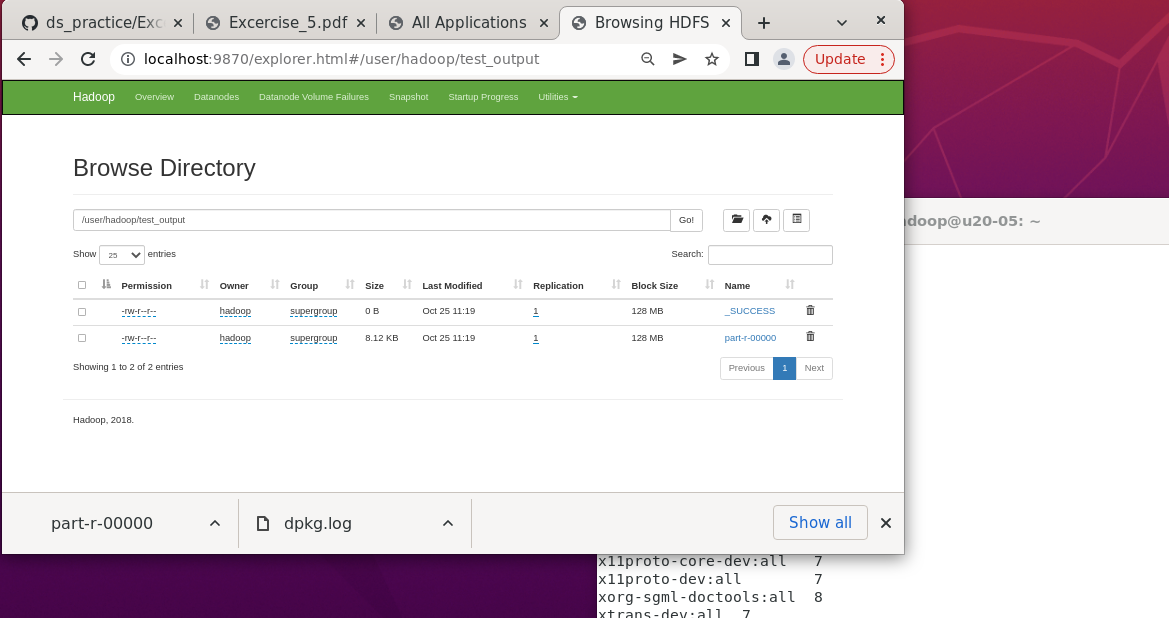 ds_practice/Exc
Excercise_5.pdf
All Applications
Browsing HDFS
localhost:9870/explorer.html#/user/hadoop/test_output
Update
Hadoop Overview Datanodes Datanode Volume Failures Snapshot Startup Progress Utilities
Browse Directory
/user/hadoop/test_output Go!
Show 25 entries Search:
Permission Owner Group Size Last Modified Replication Block Size Name
-rw-r--r-- hadoop supergroup 0 B Oct 25 11:19 1 128 MB _SUCCESS
-rw-r--r-- hadoop supergroup 8.12 KB Oct 25 11:19 1 128 MB part-r-00000
Showing 1 to 2 of 2 entries Previous 1 Next
Hadoop, 2018.
part-r-00000 dpkg.log Show all
adoop@u20-05: ~
x11proto-core-dev:all 7
x11proto-dev:all 7
xorg-sgml-doctools:all 8
xtrans-dev:all 7